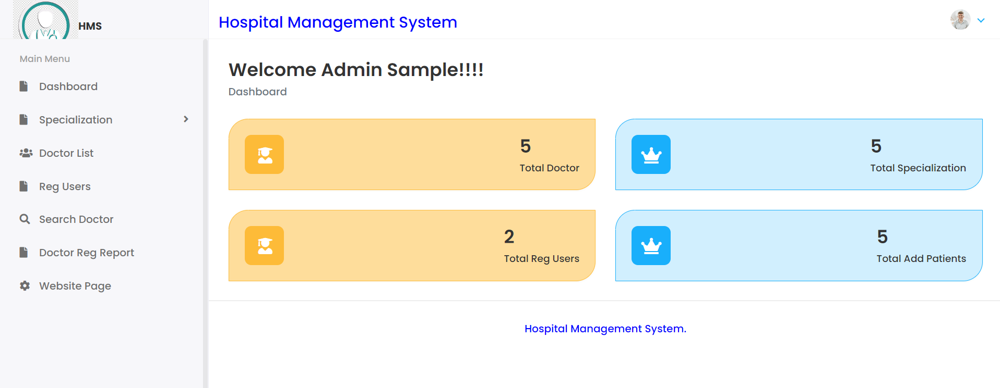 HMS
Main Menu
Dashboard
Specialization
Doctor List
Reg Users
Search Doctor
Doctor Reg Report
Website Page
Hospital Management System
Welcome Admin Sample!!!!
Dashboard
5
Total Doctor
5
Total Specialization
2
Total Reg Users
5
Total Add Patients
Hospital Management System.